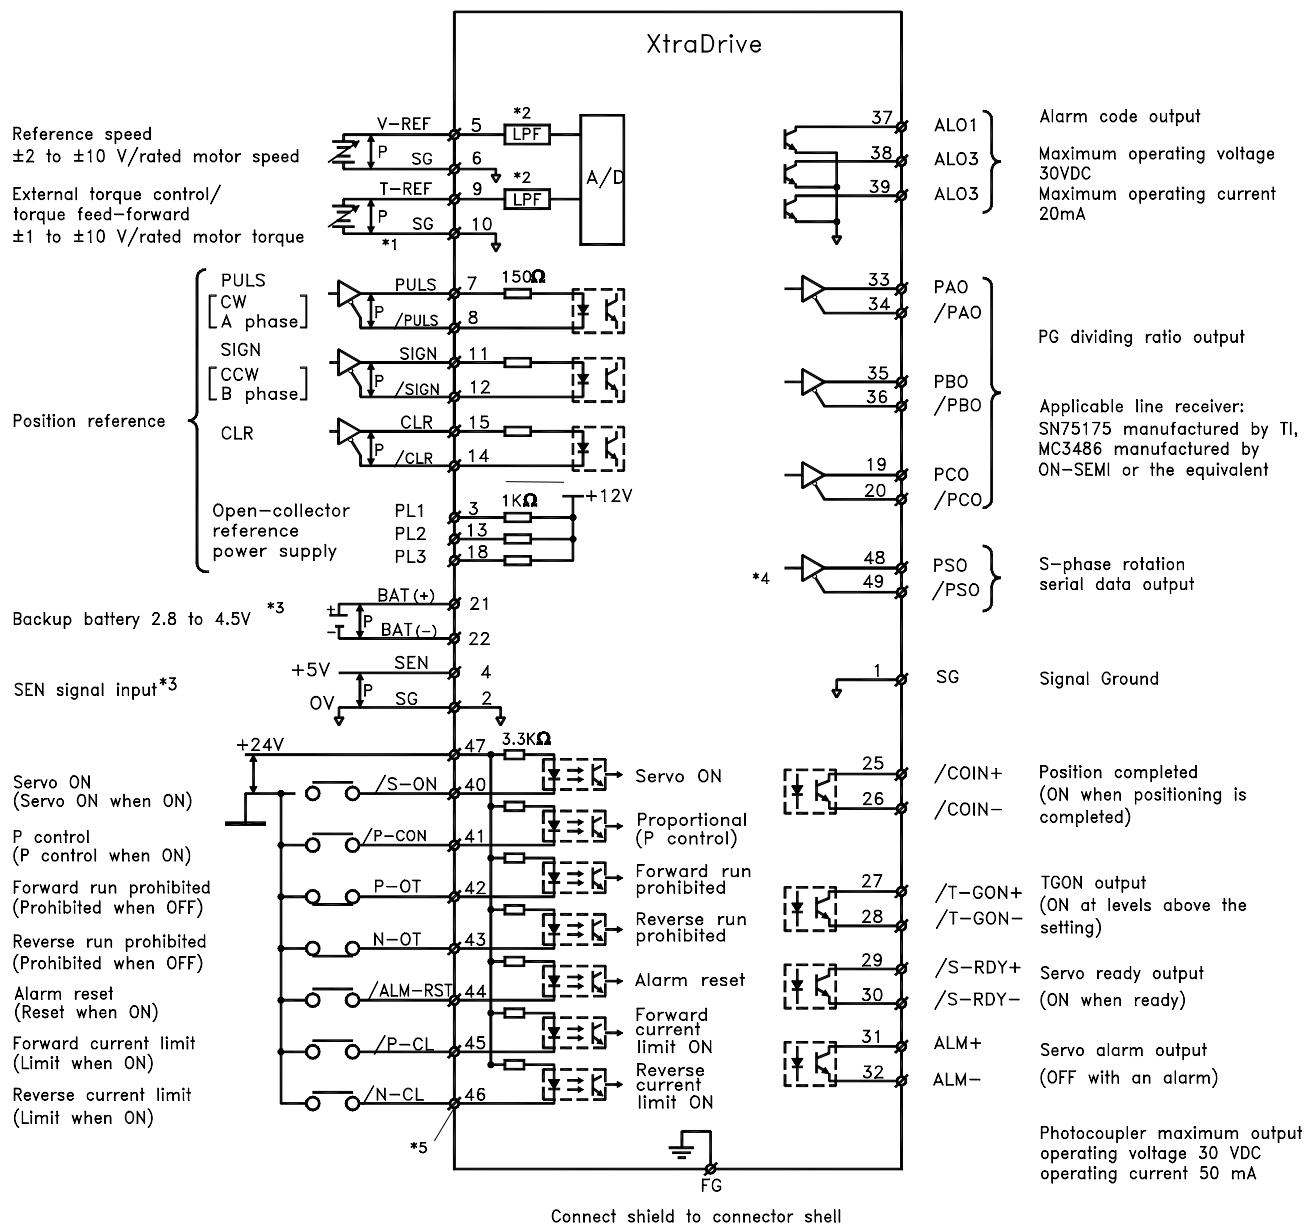 XtraDrive
Reference speed
±2 to ±10 V/rated motor speed
External torque control/
torque feed-forward
±1 to ±10 V/rated motor torque
V-REF
5
*2
LPF
P
SG
6
T-REF
9
*2
LPF
P
SG
10
*1
A/D
Position reference
PULS
[CW
A phase]
PULS
7
150Ω
P
/PULS
8
SIGN
[CCW
B phase]
SIGN
11
P
/SIGN
12
CLR
CLR
15
P
/CLR
14
Open-collector
reference
power supply
+12V
1KΩ
PL1
3
PL2
13
PL3
18
Backup battery 2.8 to 4.5V
*3
+
−
BAT(+)
21
P
BAT(−)
22
SEN signal input*3
+5V
SEN
4
P
0V
SG
2
+24V
47
3.3KΩ
Servo ON
(Servo ON when ON)
/S-ON
40
Servo ON
P control
(P control when ON)
/P-CON
41
Proportional
(P control)
Forward run prohibited
(Prohibited when OFF)
P-OT
42
Forward run
prohibited
Reverse run prohibited
(Prohibited when OFF)
N-OT
43
Reverse run
prohibited
Alarm reset
(Reset when ON)
/ALM-RST
44
Alarm reset
Forward current limit
(Limit when ON)
/P-CL
45
Forward
current
limit ON
Reverse current limit
(Limit when ON)
/N-CL
46
Reverse
current
limit ON
*5
37
ALO1
38
ALO3
39
ALO3
Alarm code output
Maximum operating voltage
30VDC
Maximum operating current
20mA
33
PAO
34
/PAO
35
PBO
36
/PBO
19
PCO
20
/PCO
PG dividing ratio output
Applicable line receiver:
SN75175 manufactured by TI,
MC3486 manufactured by
ON-SEMI or the equivalent
*4
48
PSO
49
/PSO
S-phase rotation
serial data output
1
SG
Signal Ground
25
/COIN+
26
/COIN−
Position completed
(ON when positioning is
completed)
27
/T-GON+
28
/T-GON−
TGON output
(ON at levels above the
setting)
29
/S-RDY+
30
/S-RDY−
Servo ready output
(ON when ready)
31
ALM+
32
ALM−
Servo alarm output
(OFF with an alarm)
Photocoupler maximum output
operating voltage 30 VDC
operating current 50 mA
FG
Connect shield to connector shell